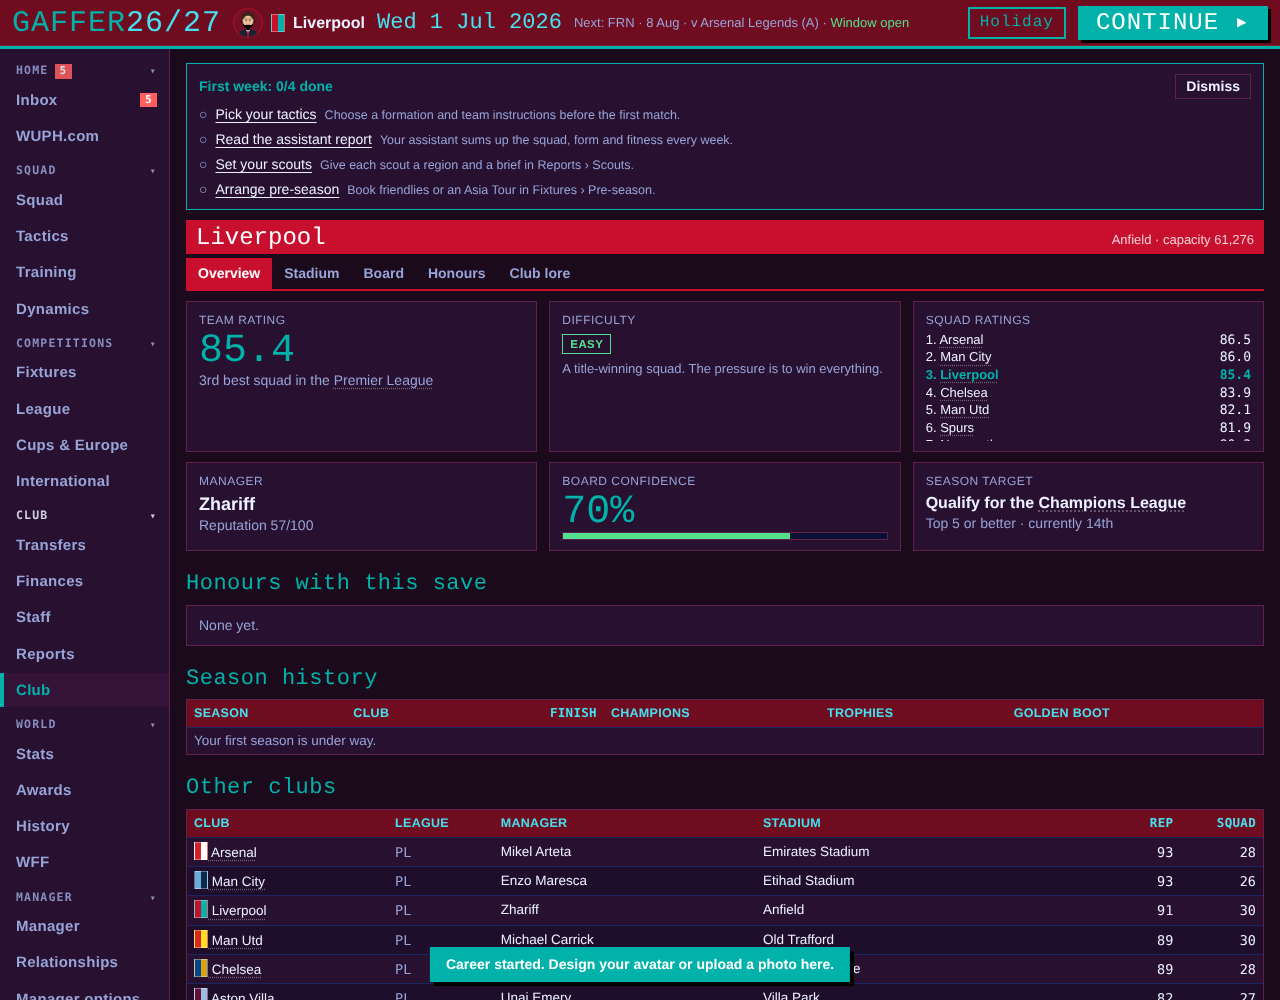 GAFFER26/27 Liverpool Wed 1 Jul 2026 Next: FRN · 8 Aug · v Arsenal Legends (A) · Window open Holiday CONTINUE ►
HOME 5 ▾
Inbox 5
WUPH.com
SQUAD ▾
Squad
Tactics
Training
Dynamics
COMPETITIONS ▾
Fixtures
League
Cups & Europe
International
CLUB ▾
Transfers
Finances
Staff
Reports
Club
WORLD ▾
Stats
Awards
History
WFF
MANAGER ▾
Manager
Relationships
Manager options
First week: 0/4 done Dismiss
○ Pick your tactics Choose a formation and team instructions before the first match.
○ Read the assistant report Your assistant sums up the squad, form and fitness every week.
○ Set your scouts Give each scout a region and a brief in Reports › Scouts.
○ Arrange pre-season Book friendlies or an Asia Tour in Fixtures › Pre-season.
Liverpool Anfield · capacity 61,276
Overview Stadium Board Honours Club lore
TEAM RATING
85.4
3rd best squad in the Premier League
DIFFICULTY
EASY
A title-winning squad. The pressure is to win everything.
SQUAD RATINGS
1. Arsenal 86.5
2. Man City 86.0
3. Liverpool 85.4
4. Chelsea 83.9
5. Man Utd 82.1
6. Spurs 81.9
MANAGER
Zhariff
Reputation 57/100
BOARD CONFIDENCE
70%
SEASON TARGET
Qualify for the Champions League
Top 5 or better · currently 14th
Honours with this save
None yet.
Season history
SEASON CLUB FINISH CHAMPIONS TROPHIES GOLDEN BOOT
Your first season is under way.
Other clubs
CLUB LEAGUE MANAGER STADIUM REP SQUAD
Arsenal PL Mikel Arteta Emirates Stadium 93 28
Man City PL Enzo Maresca Etihad Stadium 93 26
Liverpool PL Zhariff Anfield 91 30
Man Utd PL Michael Carrick Old Trafford 89 30
Chelsea PL 89 28
Aston Villa PL Unai Emery Villa Park 82 27
Career started. Design your avatar or upload a photo here.